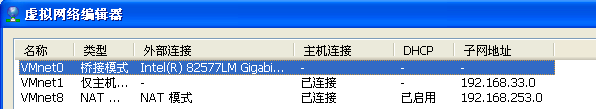 虚拟网络编辑器
名称 类型 外部连接 主机连接 DHCP 子网地址
VMnet0 桥接模式 Intel(R) 82577LM Gigabi... - - -
VMnet1 仅主机... - 已连接 - 192.168.33.0
VMnet8 NAT ... NAT 模式 已连接 已启用 192.168.253.0